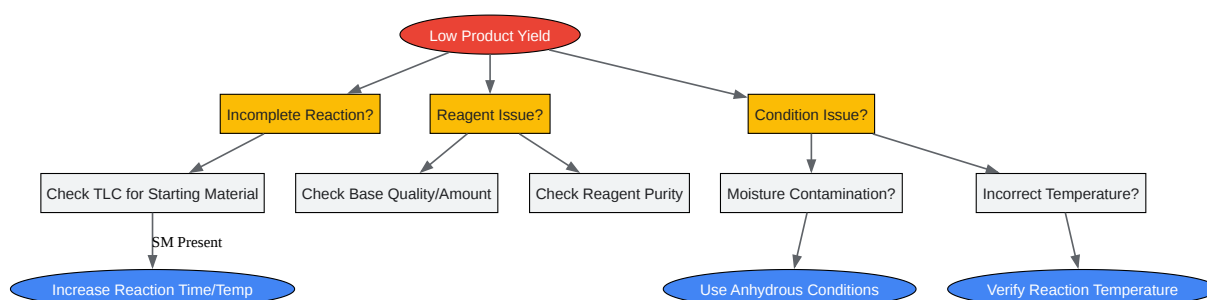 Low Product Yield
Incomplete Reaction?
Reagent Issue?
Condition Issue?
Check TLC for Starting Material
Check Base Quality/Amount
Check Reagent Purity
Moisture Contamination?
Incorrect Temperature?
SM Present
Increase Reaction Time/Temp
Use Anhydrous Conditions
Verify Reaction Temperature